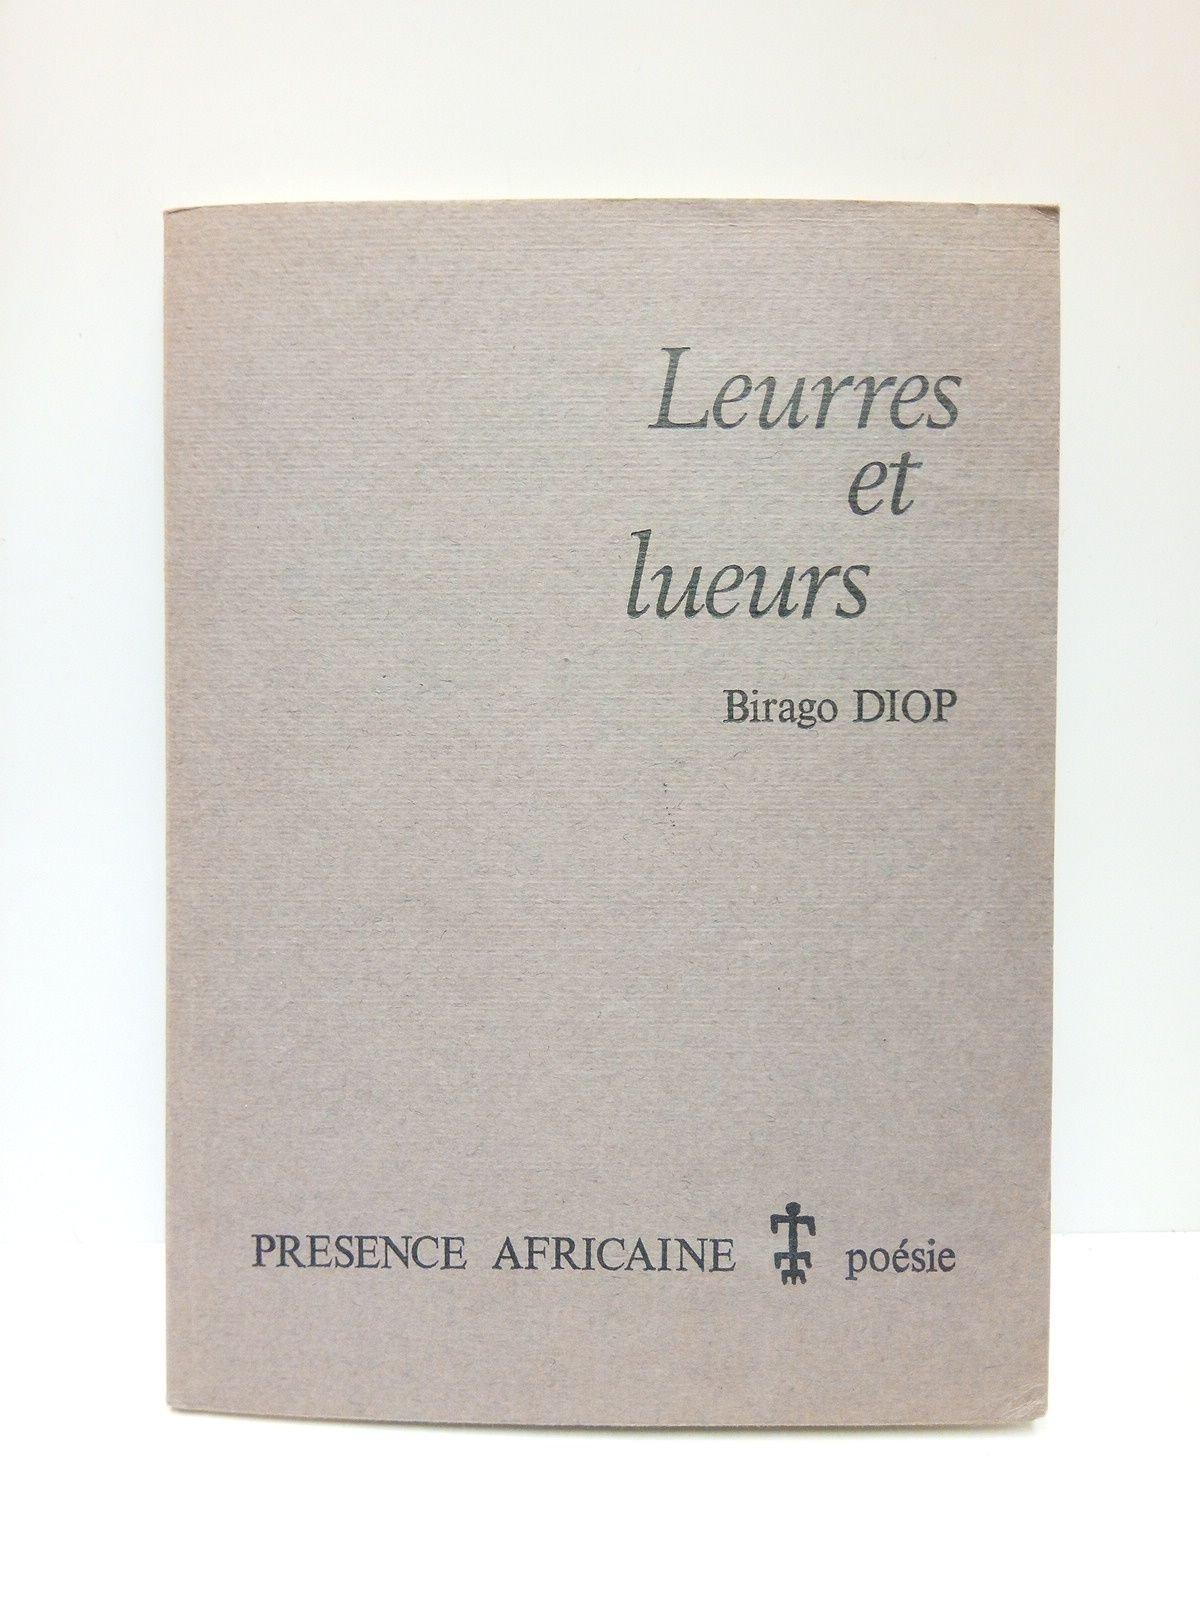 Leurres
et
lueurs
Birago DIOP
PRESENCE AFRICAINE poésie